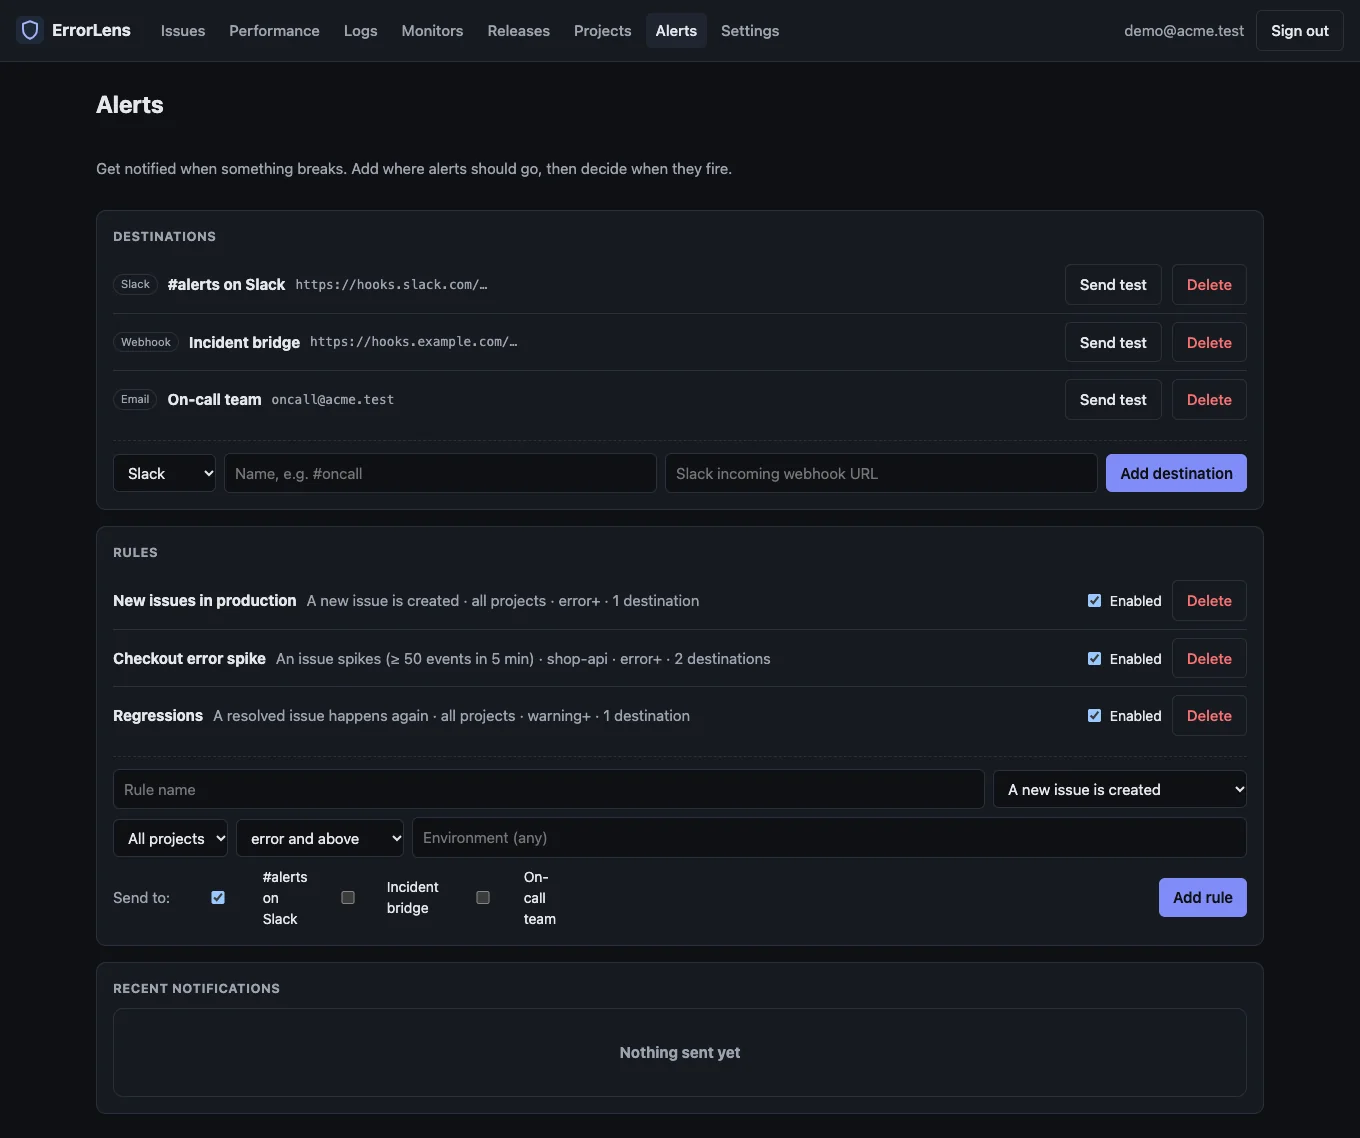 ErrorLens Issues Performance Logs Monitors Releases Projects Alerts Settings demo@acme.test Sign out
Alerts
Get notified when something breaks. Add where alerts should go, then decide when they fire.
DESTINATIONS
Slack #alerts on Slack https://hooks.slack.com/… Send test Delete
Webhook Incident bridge https://hooks.example.com/… Send test Delete
Email On-call team oncall@acme.test Send test Delete
Slack Name, e.g. #oncall Slack incoming webhook URL Add destination
RULES
New issues in production A new issue is created · all projects · error+ · 1 destination Enabled Delete
Checkout error spike An issue spikes (≥ 50 events in 5 min) · shop-api · error+ · 2 destinations Enabled Delete
Regressions A resolved issue happens again · all projects · warning+ · 1 destination Enabled Delete
Rule name A new issue is created
All projects error and above Environment (any)
Send to:
#alerts
on
Slack
Incident
bridge
On-
call
team
Add rule
RECENT NOTIFICATIONS
Nothing sent yet